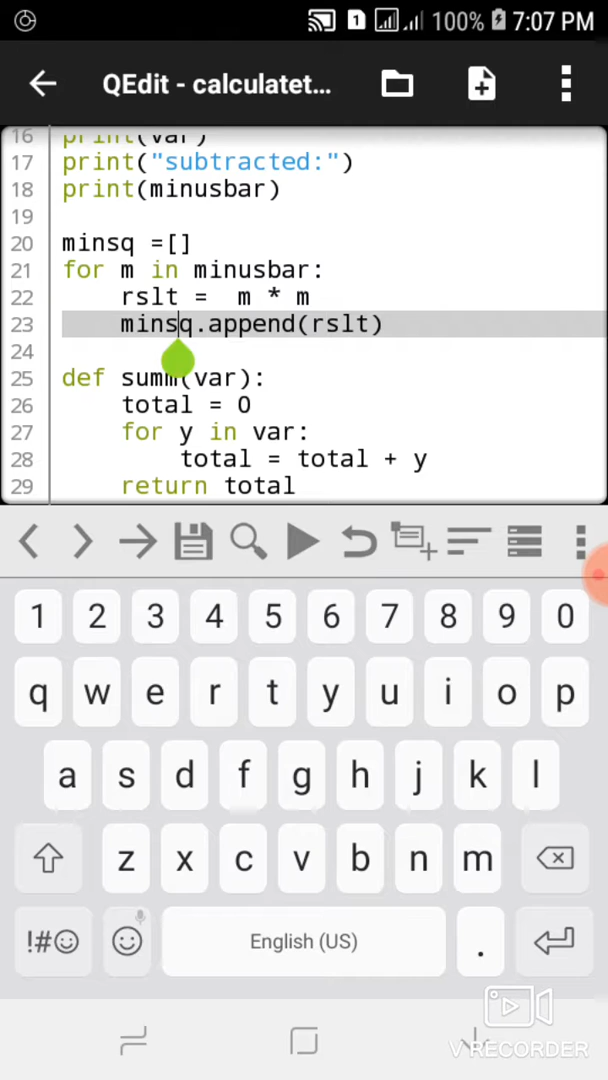 1 100% 7:07 PM
QEdit - calculatet...
16 print(var)
17 print("subtracted:")
18 print(minusbar)
19
20 minsq =[]
21 for m in minusbar:
22 rslt =  m * m
23 minsq.append(rslt)
24
25 def summ(var):
26 total = 0
27 for y in var:
28 total = total + y
29 return total
1 2 3 4 5 6 7 8 9 0
q w e r t y u i o p
a s d f g h j k l
z x c v b n m
!#☺ English (US) .
V RECORDER